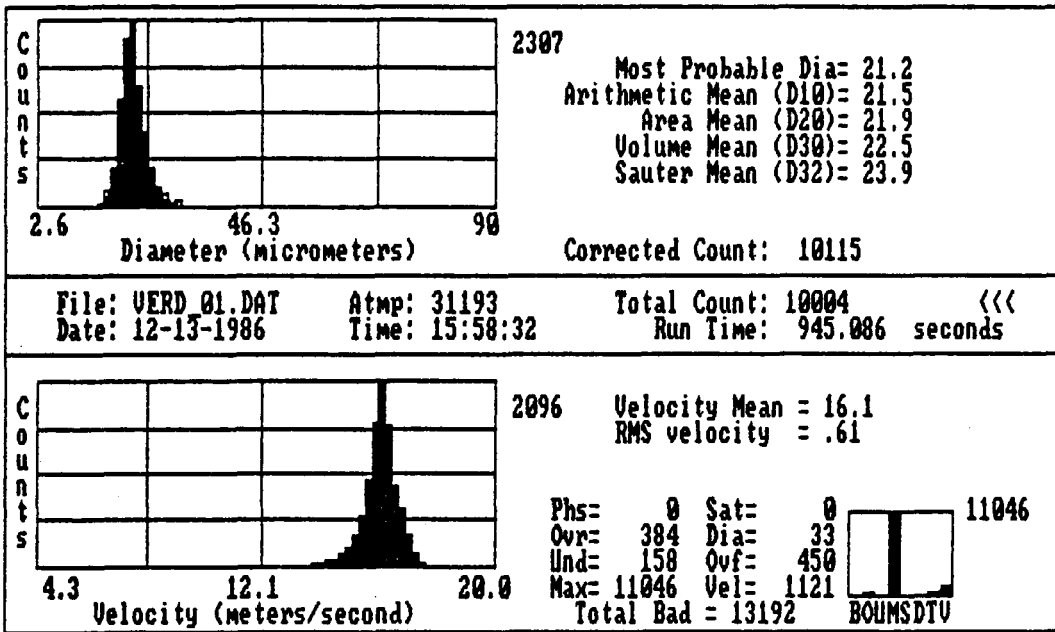 Counts
2307
Most Probable Dia= 21.2
Arithmetic Mean (D10)= 21.5
Area Mean (D20)= 21.9
Volume Mean (D30)= 22.5
Sauter Mean (D32)= 23.9
2.6 46.3 90
Diameter (micrometers)
Corrected Count: 10115
File: VERD_01.DAT Atmp: 31193 Total Count: 10004 <<<
Date: 12-13-1986 Time: 15:58:32 Run Time: 945.086 seconds
Counts
2096
Velocity Mean = 16.1
RMS velocity = .61
Phs= 0 Sat= 0 11046
Ovr= 384 Dia= 33
Und= 158 Ovf= 450
Max= 11046 Vel= 1121
4.3 12.1 20.0
Velocity (meters/second)
Total Bad = 13192 BOUMSDTV